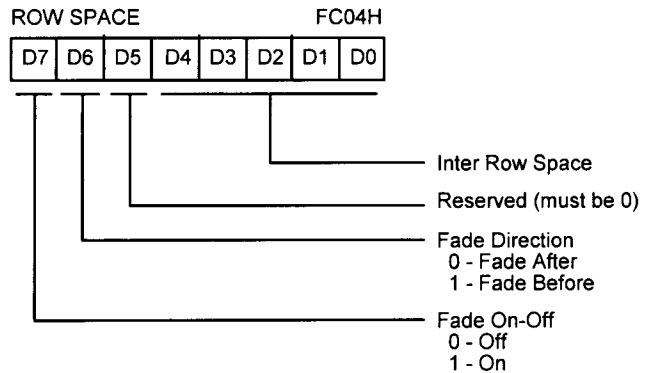 ROW SPACE FC04H
D7 D6 D5 D4 D3 D2 D1 D0
Inter Row Space
Reserved (must be 0)
Fade Direction
0 - Fade After
1 - Fade Before
Fade On-Off
0 - Off
1 - On